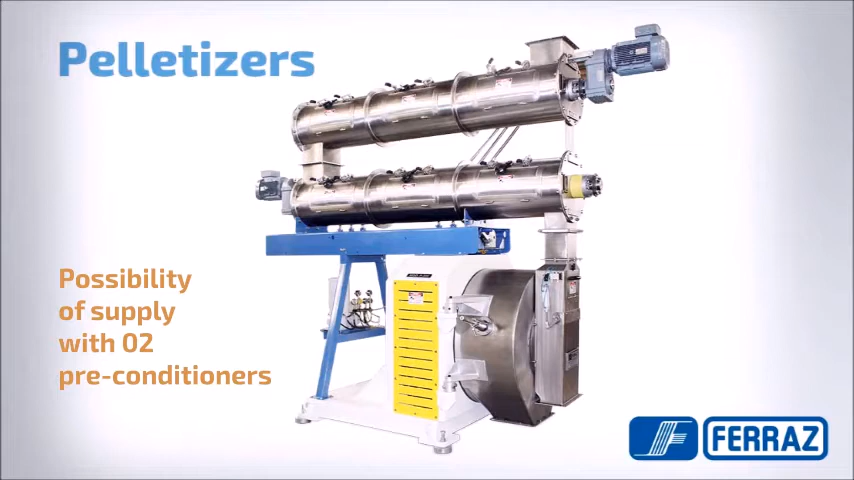 Pelletizers
Possibility
of supply
with 02
pre-conditioners
FERRAZ